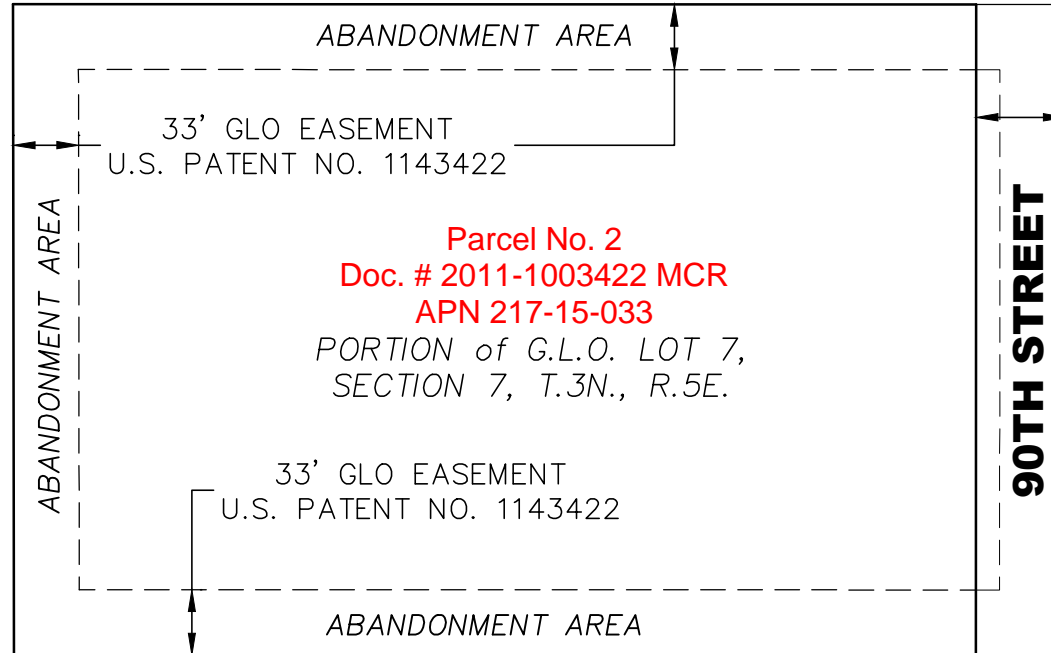 ABANDONMENT AREA
33' GLO EASEMENT
U.S. PATENT NO. 1143422
ABANDONMENT AREA
Parcel No. 2
Doc. # 2011-1003422 MCR
APN 217-15-033
PORTION of G.L.O. LOT 7,
SECTION 7, T.3N., R.5E.
90TH STREET
33' GLO EASEMENT
U.S. PATENT NO. 1143422
ABANDONMENT AREA